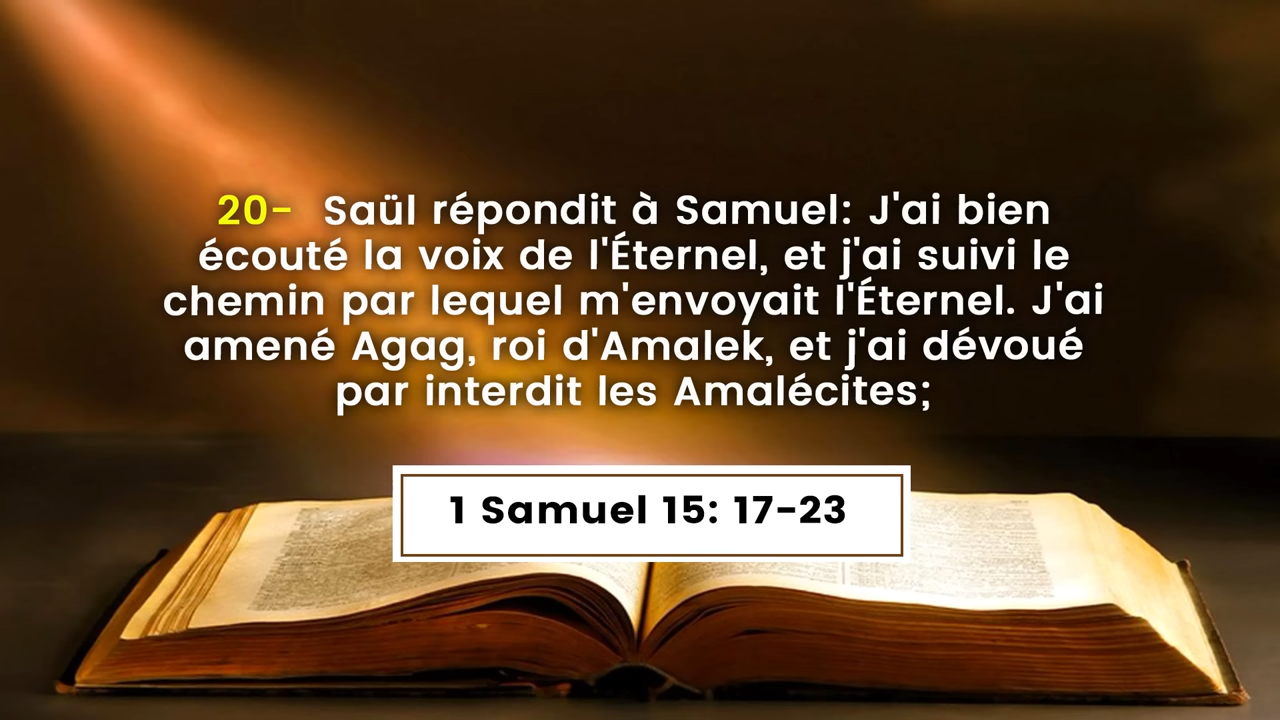 20- Saül répondit à Samuel: J'ai bien
écouté la voix de l'Éternel, et j'ai suivi le
chemin par lequel m'envoyait l'Éternel. J'ai
amené Agag, roi d'Amalek, et j'ai dévoué
par interdit les Amalécites;
1 Samuel 15: 17-23